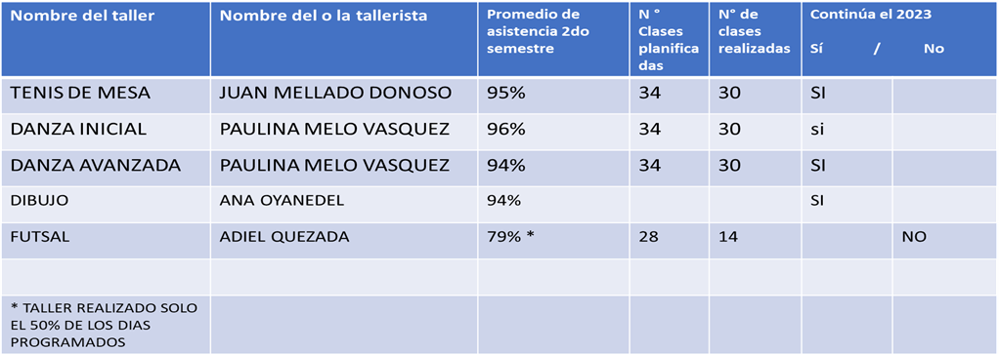 Nombre del taller Nombre del o la tallerista Promedio de asistencia 2do semestre N ° Clases planifica das N° de clases realizadas Continúa el 2023 Sí / No
TENIS DE MESA JUAN MELLADO DONOSO 95% 34 30 SI
DANZA INICIAL PAULINA MELO VASQUEZ 96% 34 30 si
DANZA AVANZADA PAULINA MELO VASQUEZ 94% 34 30 SI
DIBUJO ANA OYANEDEL 94% SI
FUTSAL ADIEL QUEZADA 79% * 28 14 NO
* TALLER REALIZADO SOLO
EL 50% DE LOS DIAS
PROGRAMADOS